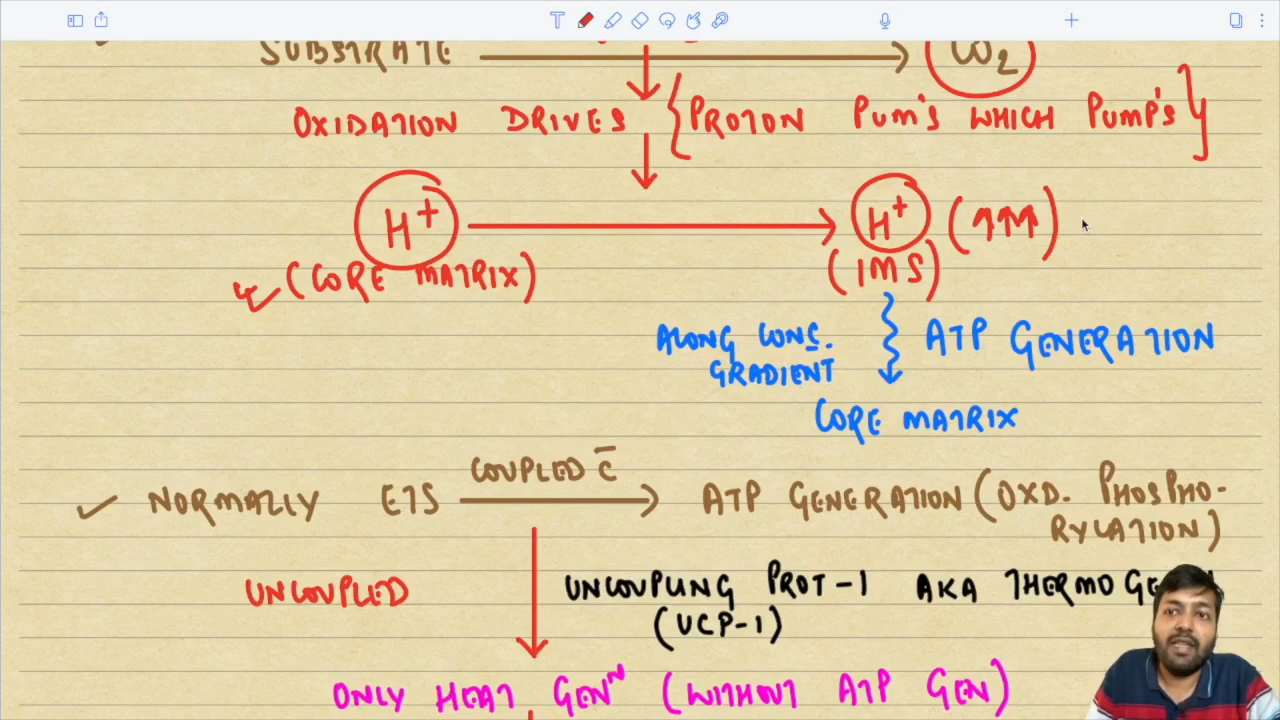 SUBSTRATE → CO2
OXIDATION DRIVES {PROTON PUM'S WHICH PUMP'S}
H+ → H+ (↑↑↑)
(CORE MATRIX) (IMS)
ALONG CONC. GRADIENT ATP GENERATION
CORE MATRIX
COUPLED c̄
✓ NORMALLY ETS → ATP GENERATION (OXD. PHOSPHO-
RYLATION)
UNCOUPLED UNCOUPLING PROT-1 AKA
(UCP-1)
ONLY HEAT GENN (WITHOUT ATP GEN)